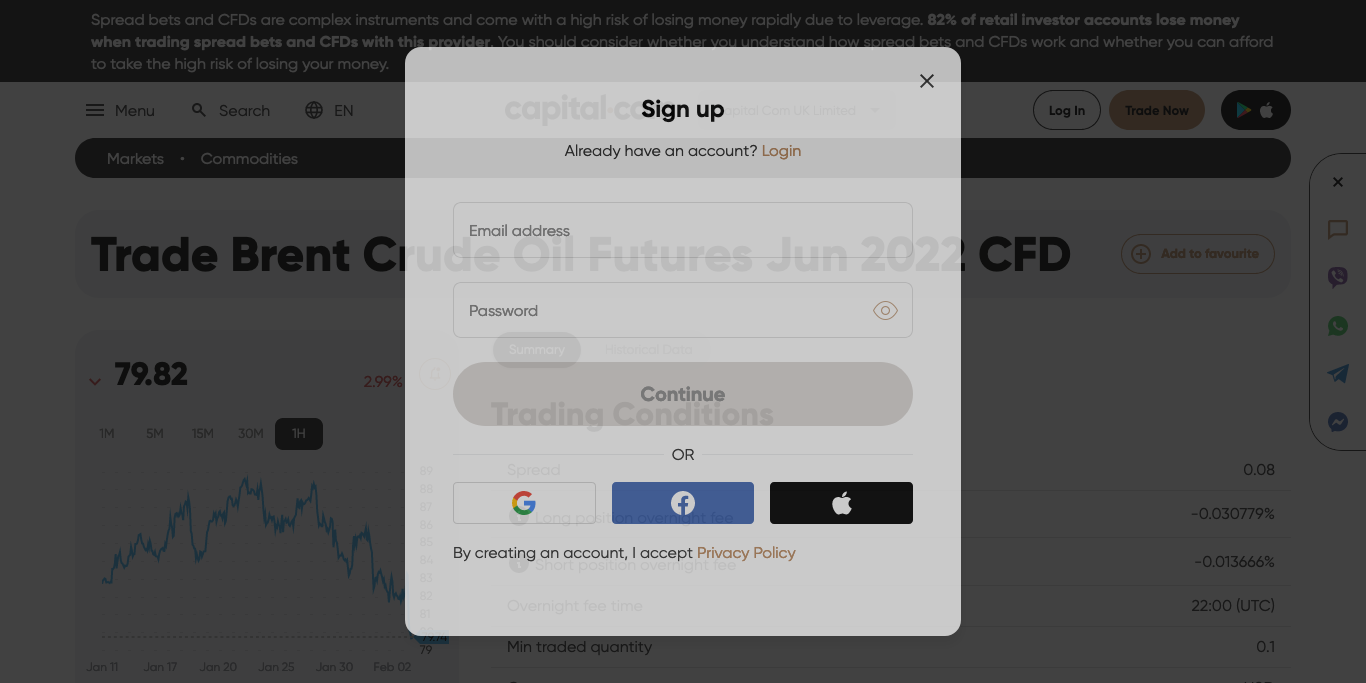 Spread bets and CFDs are complex instruments and come with a high risk of losing money rapidly due to leverage. 82% of retail investor accounts lose money
when trading spread bets and CFDs with this provider. You should consider whether you understand how spread bets and CFDs work and whether you can afford
to take the high risk of losing your money.
Menu
Search
EN
capital.co
Capital Com UK Limited
Log In
Trade Now
Sign up
Already have an account? Login
Markets • Commodities
Trade Brent Crude Oil Futures Jun 2022 CFD
Add to favourite
Email address
Password
Summary
Historical Data
79.82
2.99%
Continue
Trading Conditions
1M
5M
15M
30M
1H
OR
Spread
0.08
Long position overnight fee
-0.030779%
By creating an account, I accept Privacy Policy
Short position overnight fee
-0.013666%
Overnight fee time
22:00 (UTC)
Min traded quantity
0.1
89
88
87
86
85
84
83
82
81
79
Jan 11
Jan 17
Jan 20
Jan 25
Jan 30
Feb 02